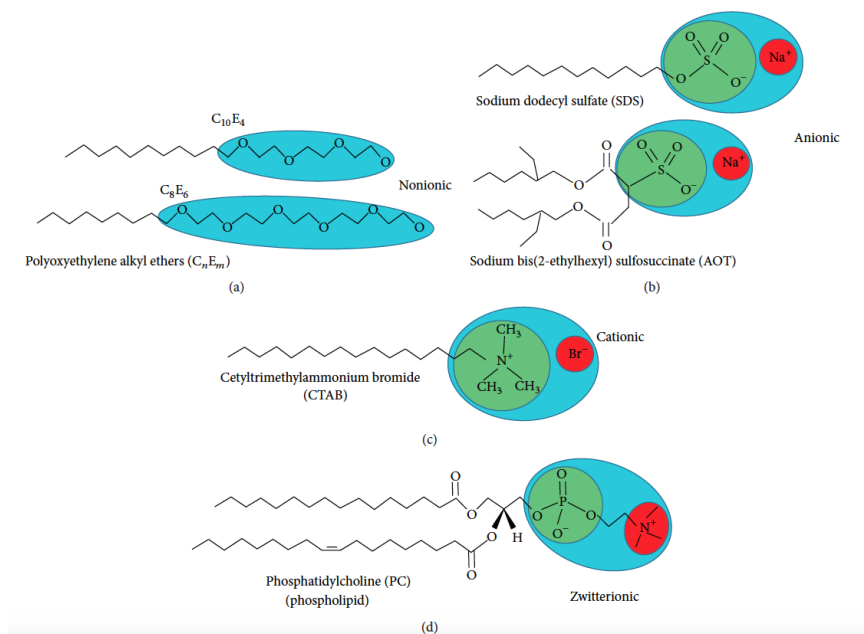 C₁₀E₄
O
O
O
O
Nonionic
C₈E₆
O
O
O
O
O
O
Polyoxyethylene alkyl ethers (CₙEₘ)
(a)
O
O
S
O
O⁻
Na⁺
Sodium dodecyl sulfate (SDS)
Anionic
O
O
O
S
O⁻
Na⁺
O
O
O
Sodium bis(2-ethylhexyl) sulfosuccinate (AOT)
(b)
CH₃
N⁺
CH₃
CH₃
Br⁻
Cationic
Cetyltrimethylammonium bromide
(CTAB)
(c)
O
O
O
P
O
O⁻
N⁺
O
H
O
Phosphatidylcholine (PC)
(phospholipid)
Zwitterionic
(d)